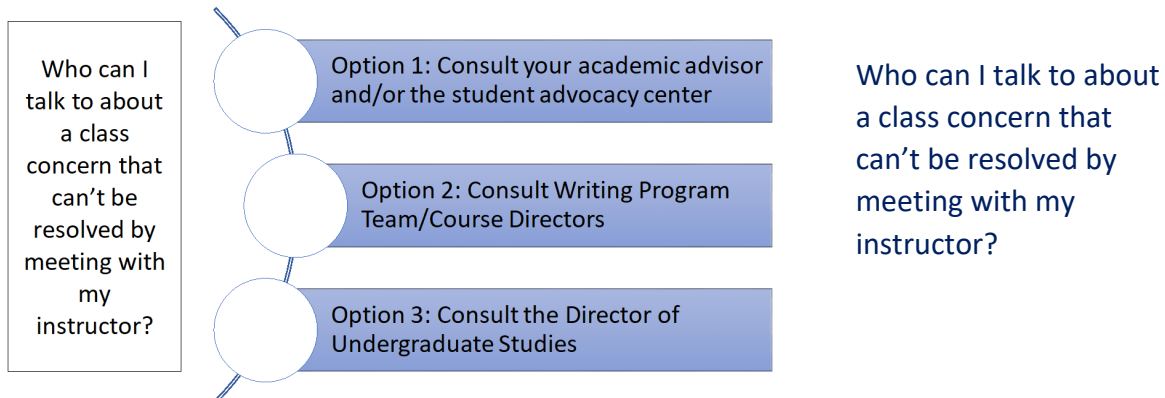 Who can I
talk to about
a class
concern that
can’t be
resolved by
meeting with
my
instructor?
Option 1: Consult your academic advisor
and/or the student advocacy center
Option 2: Consult Writing Program
Team/Course Directors
Option 3: Consult the Director of
Undergraduate Studies
Who can I talk to about
a class concern that
can’t be resolved by
meeting with my
instructor?